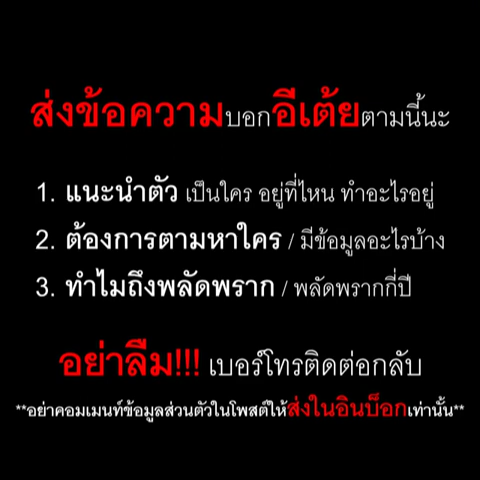 ส่งข้อความบอกอีเต้ยตามนี้นะ
1. แนะนำตัว เป็นใคร อยู่ที่ไหน ทำอะไรอยู่
2. ต้องการตามหาใคร / มีข้อมูลอะไรบ้าง
3. ทำไมถึงพลัดพราก / พลัดพรากกี่ปี
อย่าลืม!!! เบอร์โทรติดต่อกลับ
**อย่าคอมเมนท์ข้อมูลส่วนตัวในโพสต์ให้ส่งในอินบ็อกเท่านั้น**